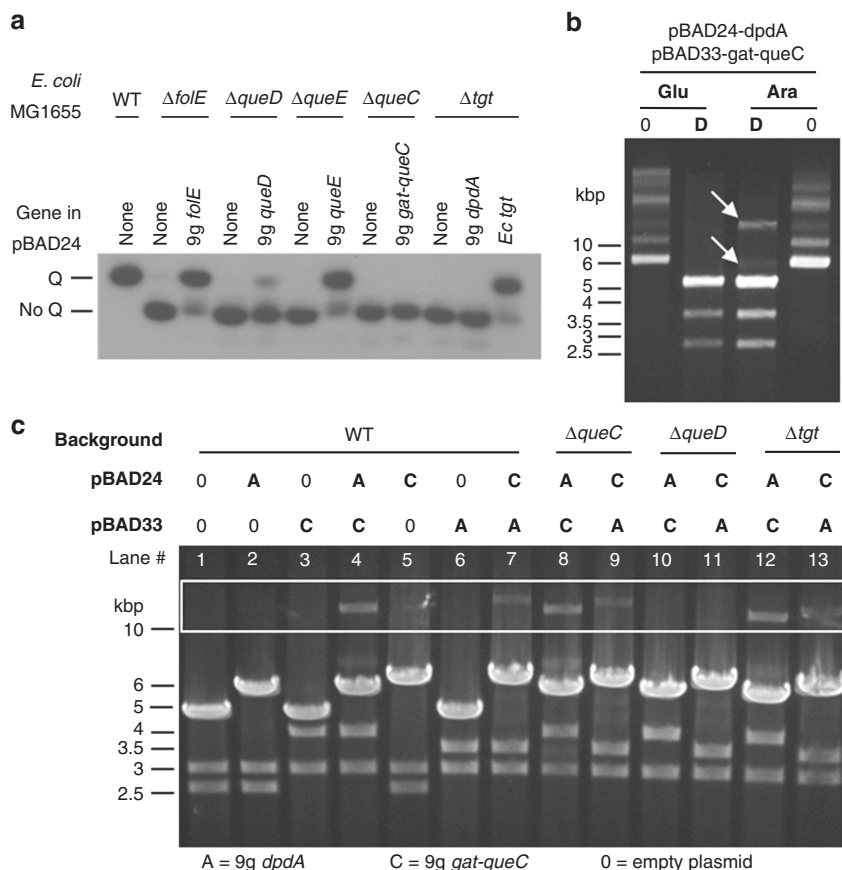 a
E. coli
MG1655
WT ΔfolE ΔqueD ΔqueE ΔqueC Δtgt
Gene in
pBAD24
None None 9g folE None 9g queD None 9g queE None 9g gat-queC None 9g dpdA Ec tgt
Q
No Q
b
pBAD24-dpdA
pBAD33-gat-queC
Glu Ara
0 D D 0
kbp
10
6
5
4
3.5
3
2.5
c
Background WT ΔqueC ΔqueD Δtgt
pBAD24 0 A 0 A C 0 C A C A C A C
pBAD33 0 0 C C 0 A A C A C A C A
Lane # 1 2 3 4 5 6 7 8 9 10 11 12 13
kbp
10
6
5
4
3.5
3
2.5
A = 9g dpdA C = 9g gat-queC 0 = empty plasmid